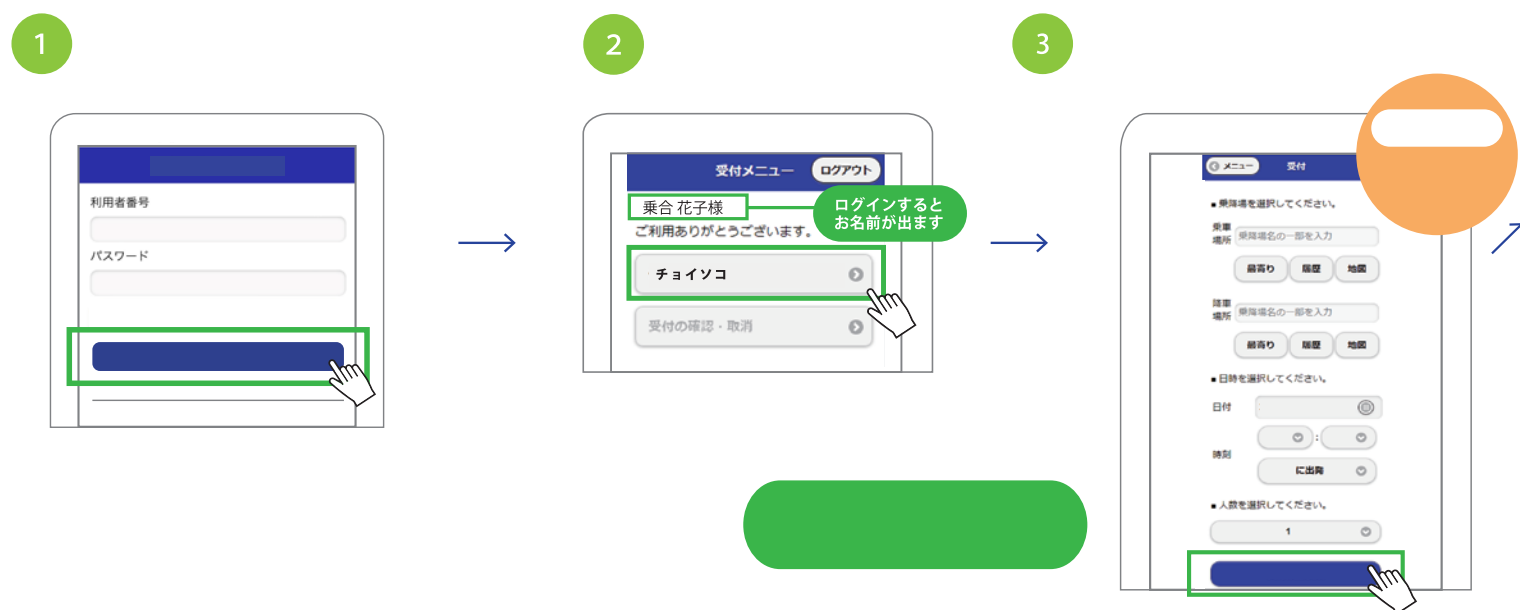 1
利用者番号
パスワード
2
受付メニュー
ログアウト
乗合 花子様
ログインすると
お名前が出ます
ご利用ありがとうございます。
チョイソコ
受付の確認・取消
3
メニュー
受付
■ 乗降場を選択してください。
乗車
場所
乗降場名の一部を入力
最寄り 履歴 地図
降車
場所
乗降場名の一部を入力
最寄り 履歴 地図
■ 日時を選択してください。
日付
:
時刻
に出発
■ 人数を選択してください。
1